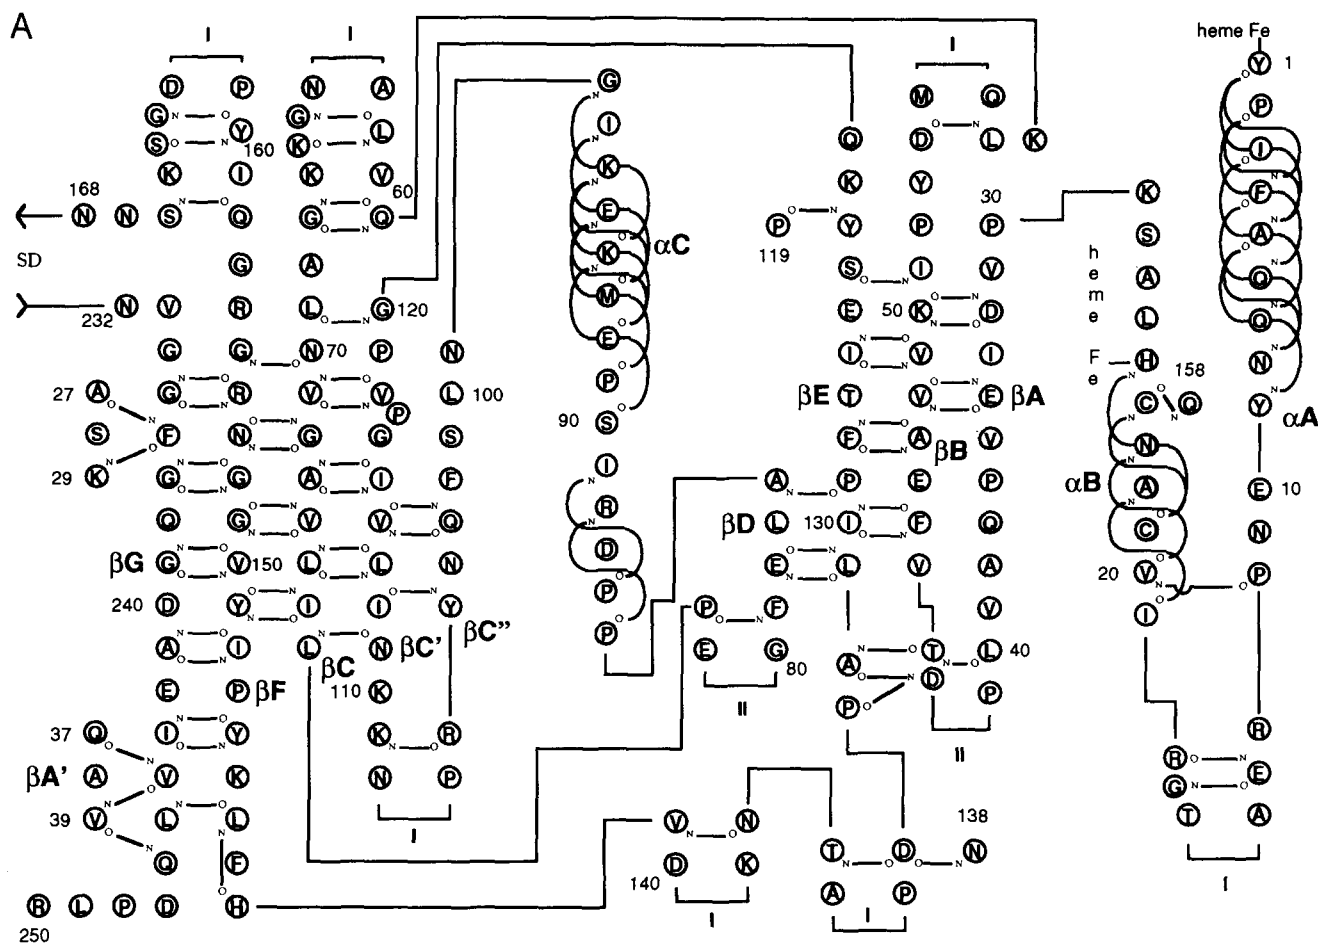 A
I I I heme Fe
D P N A G M Q Y 1
G Y G L I Q D L K P
S 160 K K I
K I K V E K Y F
168 60 30 K
N N S Q G Q K αC P Y P P S A
SD G A 119 S I V h e m e A Q
232 N V R L G 120 M E 50 K D L Q
G G N 70 P N E I V I Fe H 158 N
27 A G R V V P L 100 P βE T V E βA C Q Y αA
S F N G G S 90 S F A βB V N
29 K G G A I F I A P E P αB A E 10
Q G V V Q R βD L 130 I F Q C N
βG G V 150 L L N D E L V A 20 V P
240 D Y I I Y P P F V I
A I L N βC' βC'' P E G 80 A T L 40
βC
E P βF 110 K II P D P
37 Q I Y K R II R R
βA' A V K N P G E
39 V L L I V N 138 T A
Q F 140 D K T D N I
R L P D H I A P
250 I